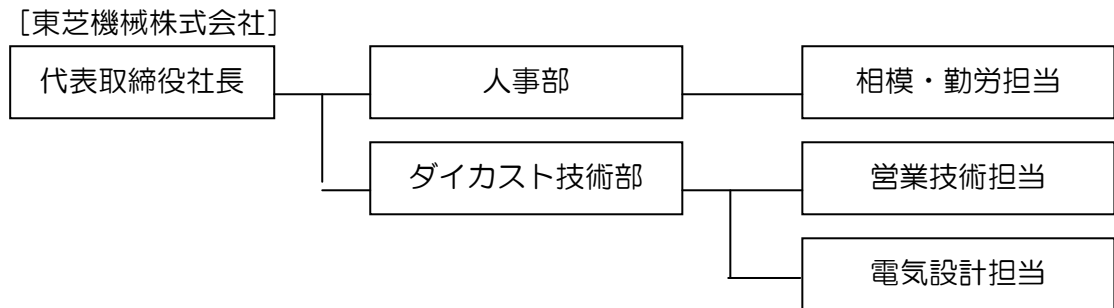 [東芝機械株式会社]
代表取締役社長
人事部
相模・勤労担当
ダイカスト技術部
営業技術担当
電気設計担当